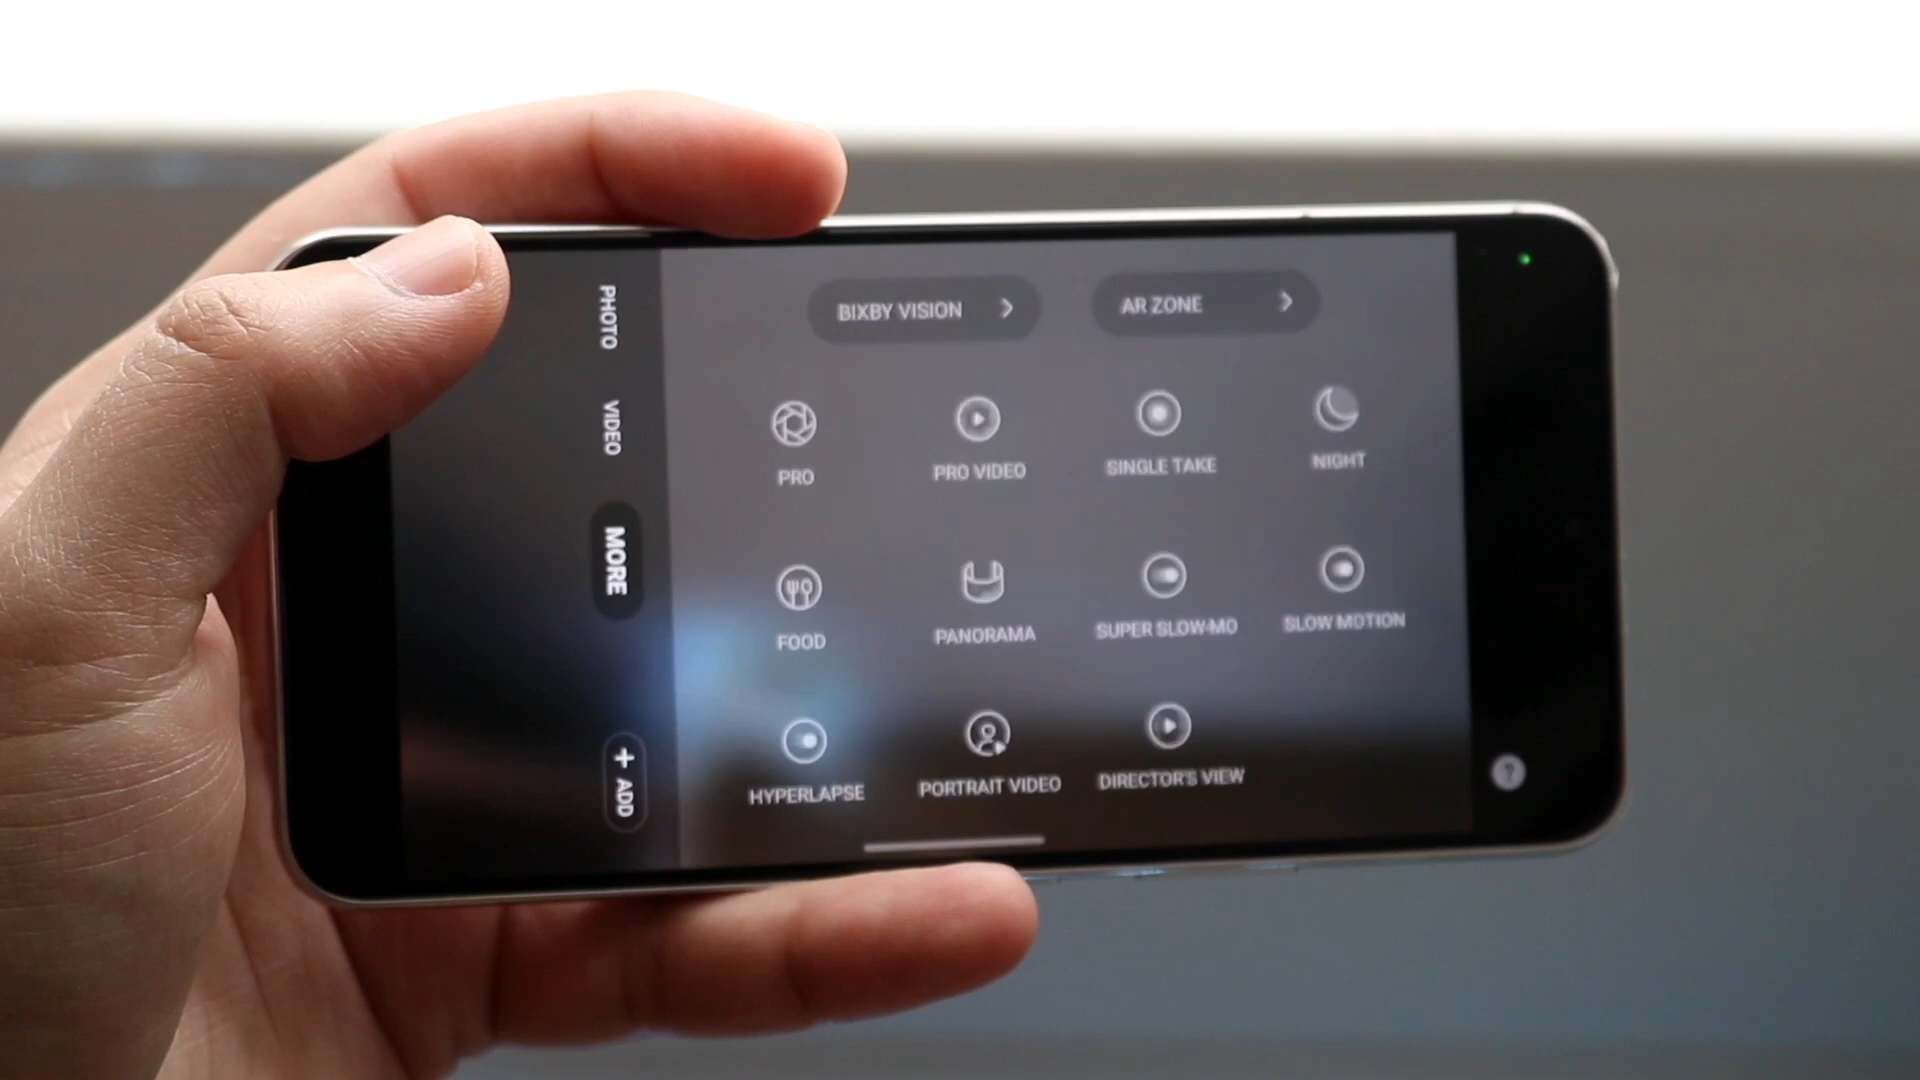 PHOTO
VIDEO
MORE
+ ADD
BIXBY VISION >
AR ZONE >
PRO
PRO VIDEO
SINGLE TAKE
NIGHT
FOOD
PANORAMA
SUPER SLOW-MO
SLOW MOTION
HYPERLAPSE
PORTRAIT VIDEO
DIRECTOR'S VIEW
?